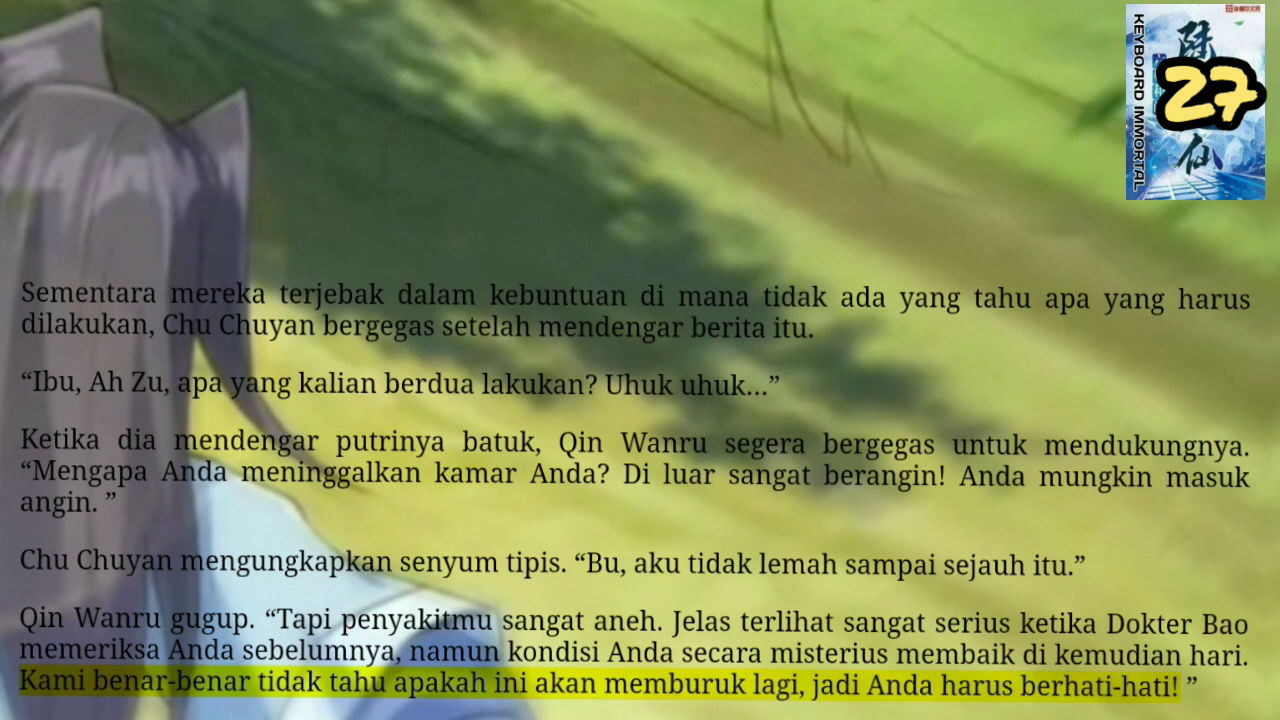 KEYBOARD IMMORTAL
陆
27
仙
Sementara mereka terjebak dalam kebuntuan di mana tidak ada yang tahu apa yang harus
dilakukan, Chu Chuyan bergegas setelah mendengar berita itu.
“Ibu, Ah Zu, apa yang kalian berdua lakukan? Uhuk uhuk…”
Ketika dia mendengar putrinya batuk, Qin Wanru segera bergegas untuk mendukungnya.
“Mengapa Anda meninggalkan kamar Anda? Di luar sangat berangin! Anda mungkin masuk
angin. ”
Chu Chuyan mengungkapkan senyum tipis. “Bu, aku tidak lemah sampai sejauh itu.”
Qin Wanru gugup. “Tapi penyakitmu sangat aneh. Jelas terlihat sangat serius ketika Dokter Bao
memeriksa Anda sebelumnya, namun kondisi Anda secara misterius membaik di kemudian hari.
Kami benar-benar tidak tahu apakah ini akan memburuk lagi, jadi Anda harus berhati-hati! ”